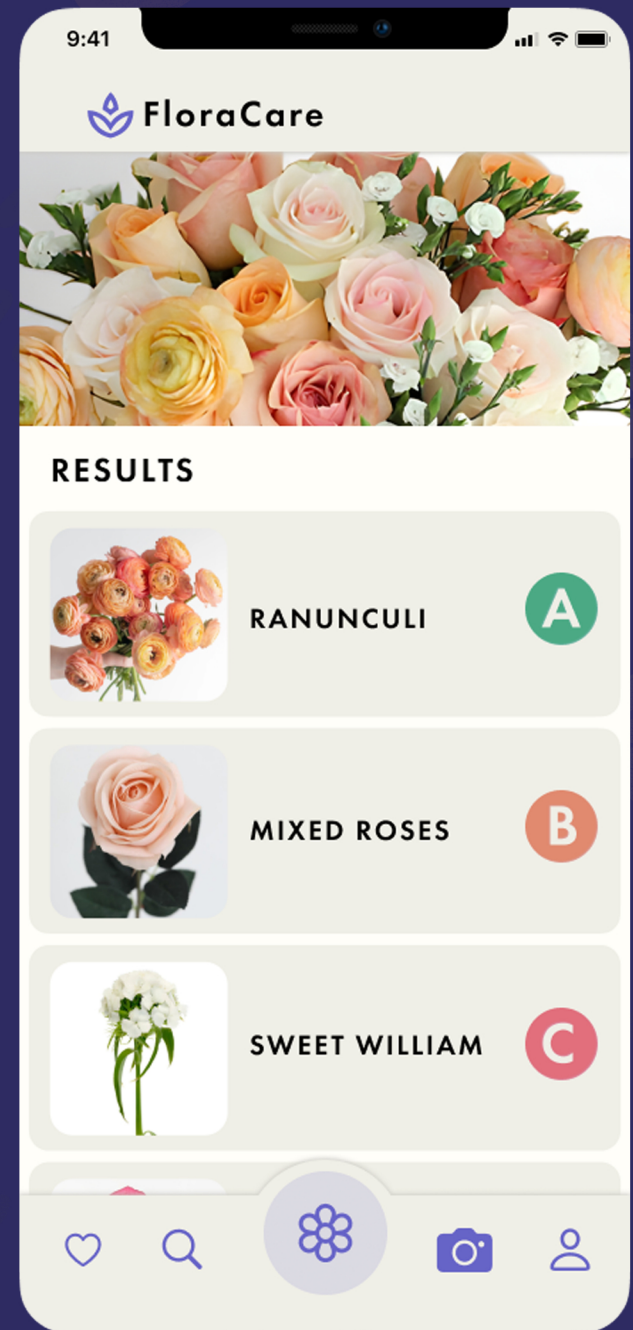 9:41
FloraCare
RESULTS
RANUNCULI
A
MIXED ROSES
B
SWEET WILLIAM
C